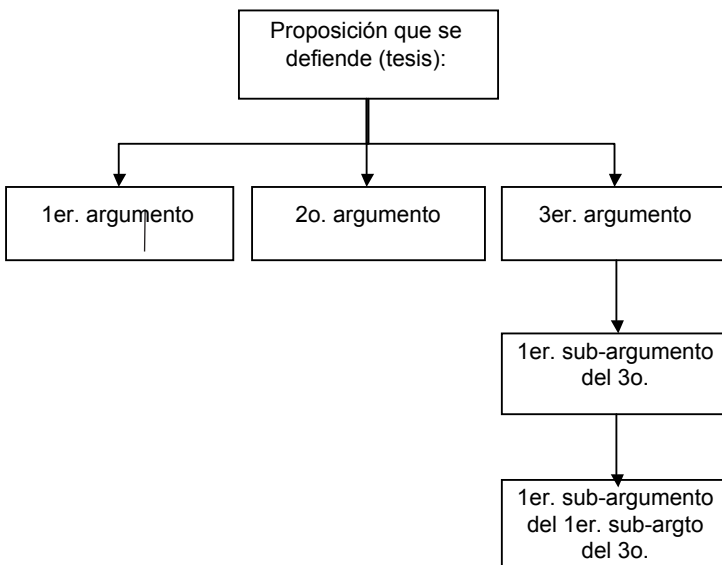 Proposición que se
defiende (tesis):
1er. argumento
2o. argumento
3er. argumento
1er. sub-argumento
del 3o.
1er. sub-argumento
del 1er. sub-argto
del 3o.